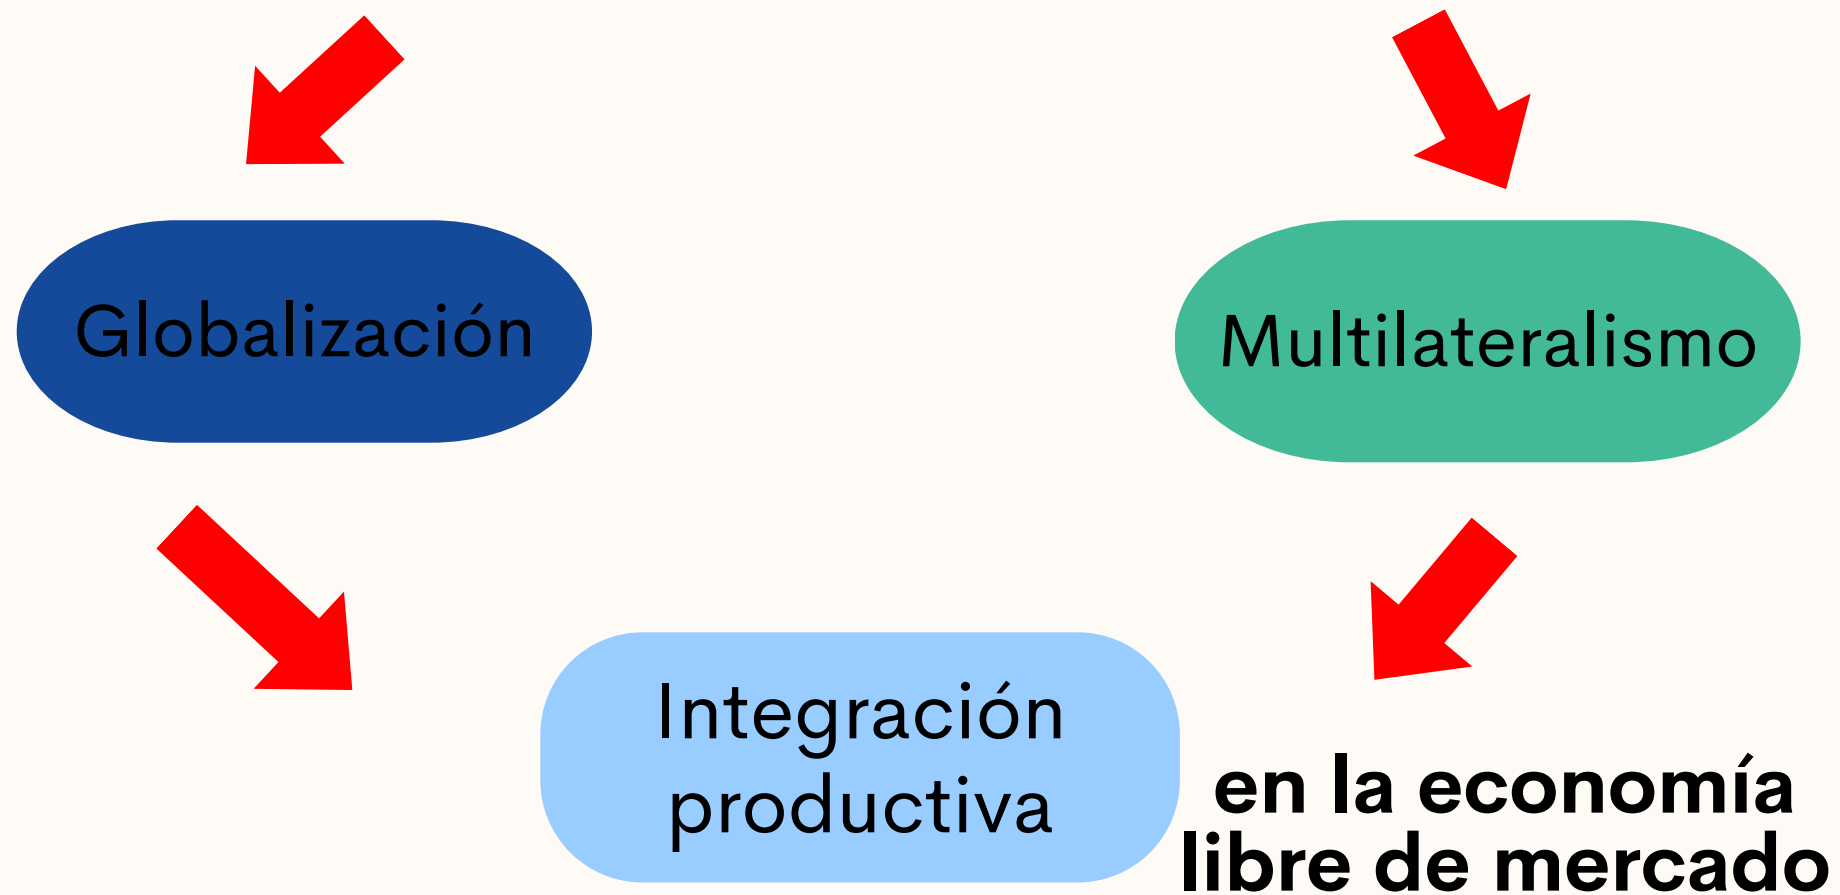 Globalización
Multilateralismo
Integración
productiva
en la economía
libre de mercado